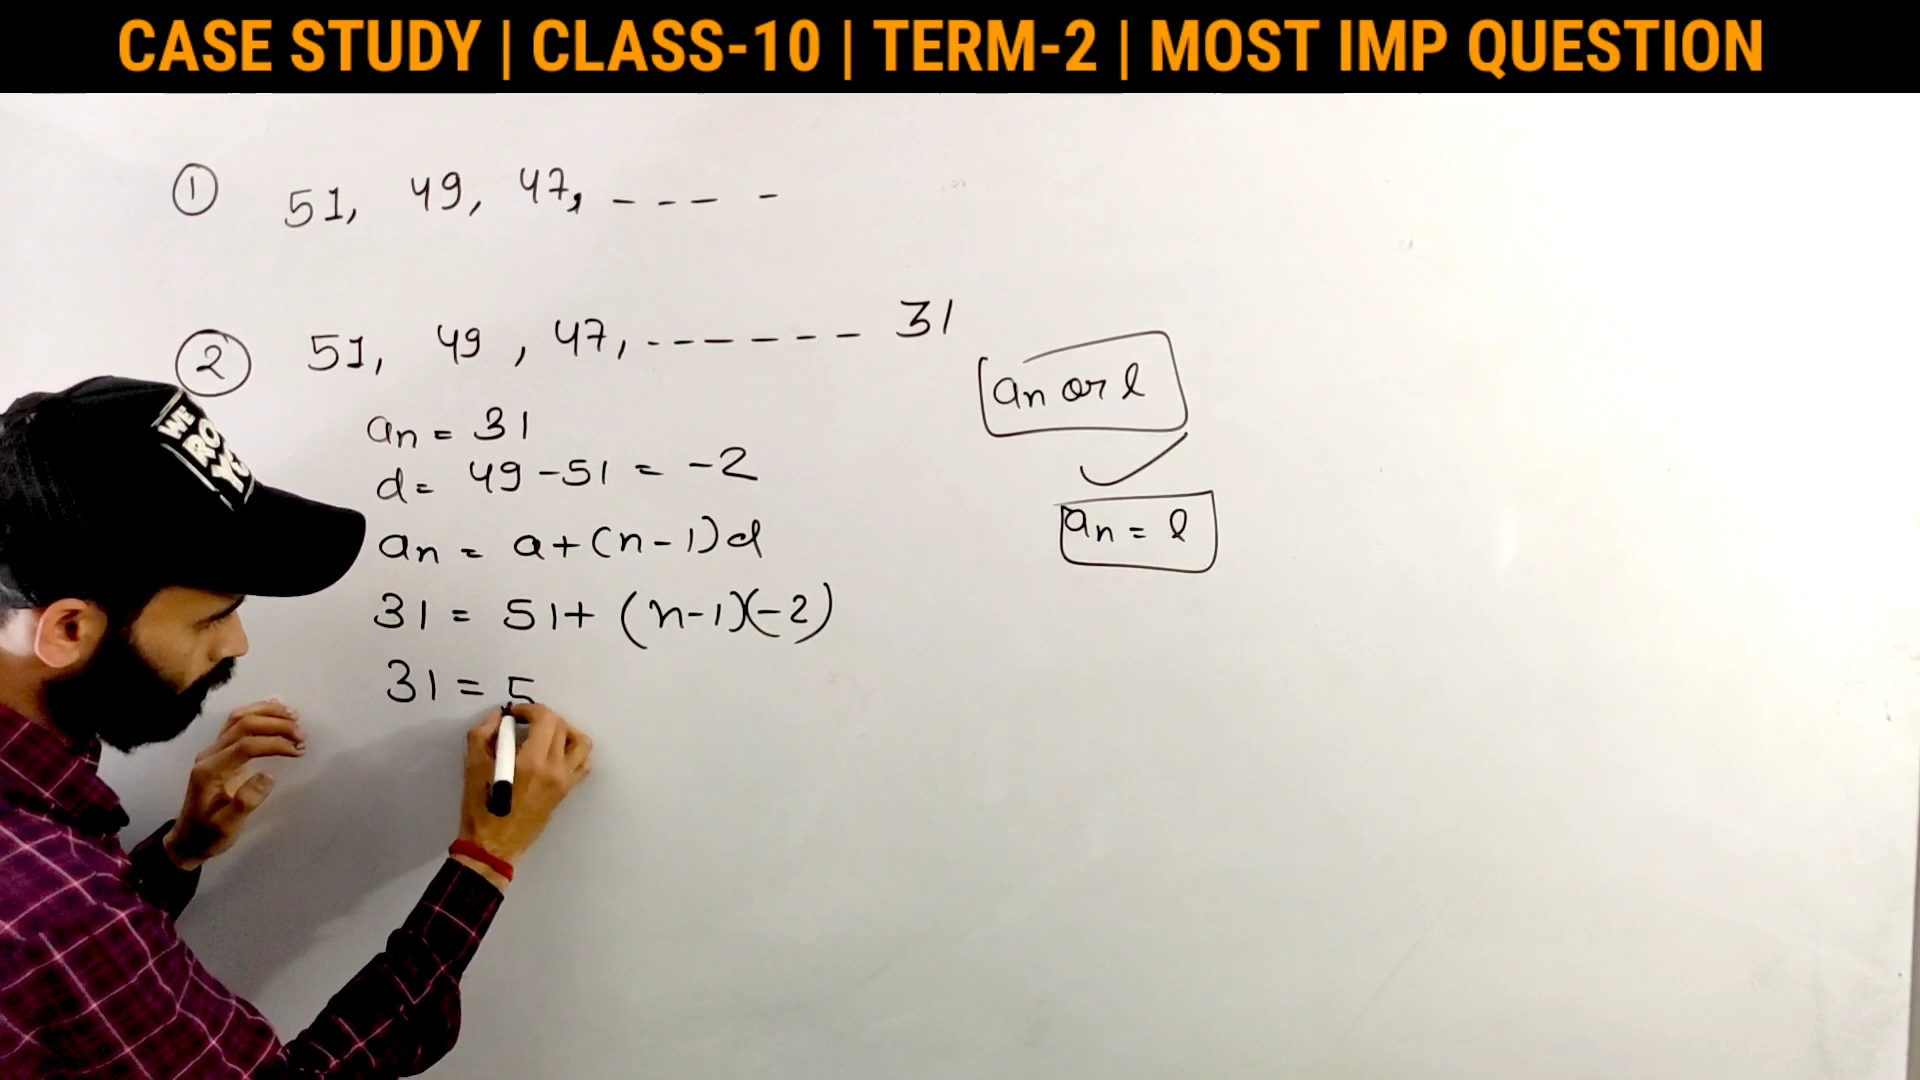 CASE STUDY | CLASS-10 | TERM-2 | MOST IMP QUESTION
① 51, 49, 47, - - - -
② 51, 49, 47, - - - - - - 31
an or l
an = 31
d = 49 - 51 = -2
an = l
an = a + (n - 1)d
31 = 51 + (n-1)(-2)
31 = 5
WE